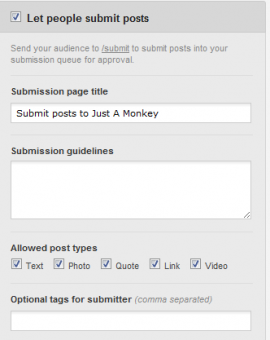 Let people submit posts
Send your audience to /submit to submit posts into your
submission queue for approval.
Submission page title
Submit posts to Just A Monkey
Submission guidelines
Allowed post types
Text Photo Quote Link Video
Optional tags for submitter (comma separated)